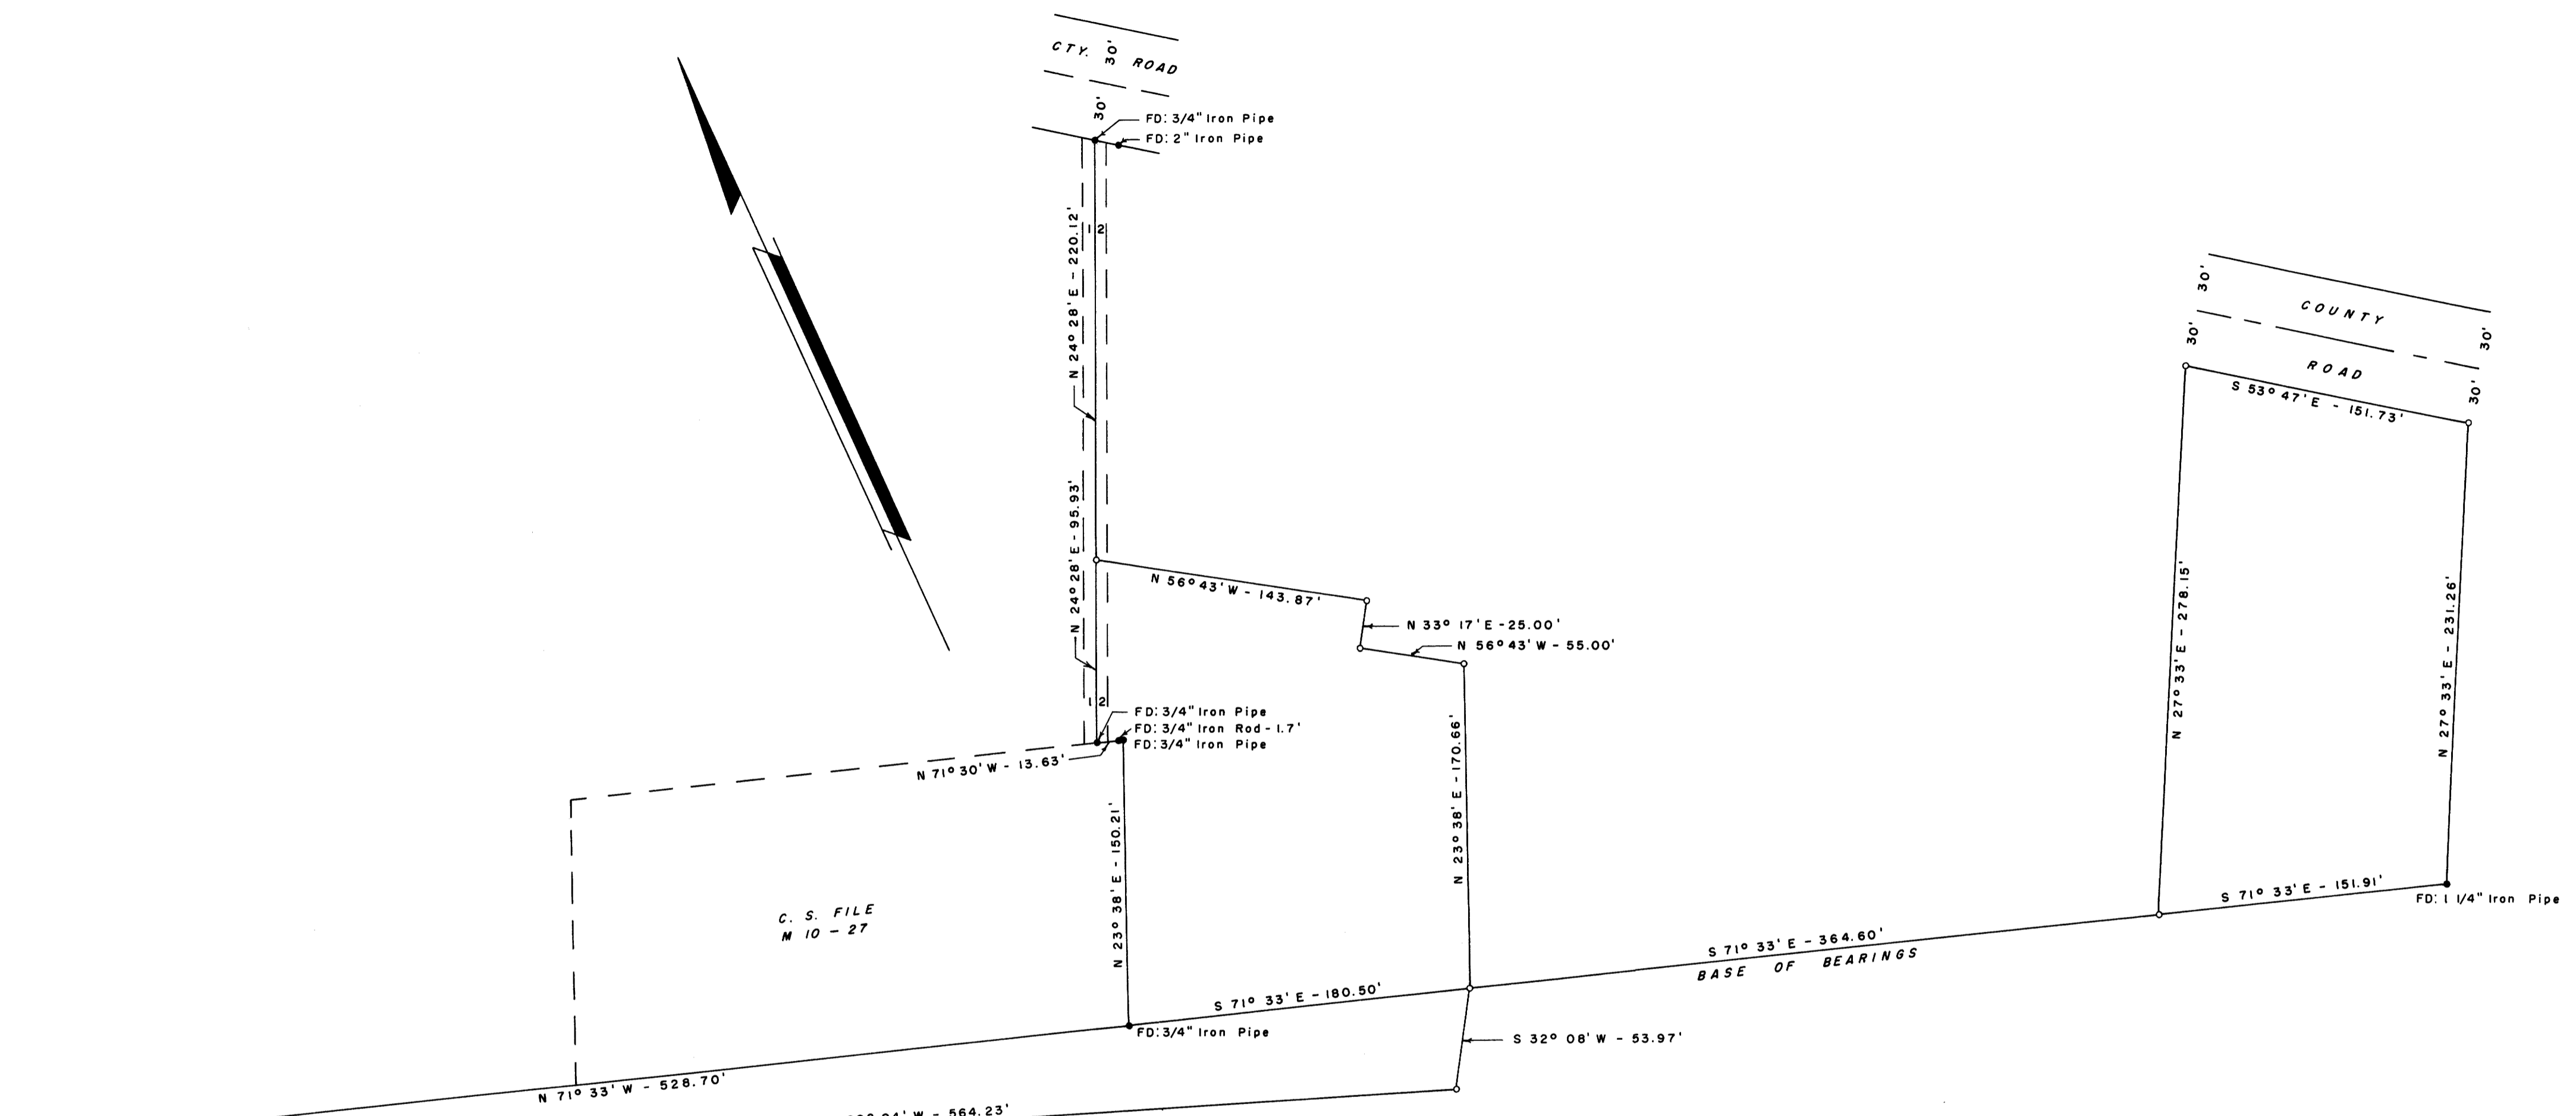 CTY. 30' ROAD
30'
FD: 3/4" Iron Pipe
FD: 2" Iron Pipe
N 24° 28' E - 220.12'
1 2
N 24° 28' E - 95.93'
N 56° 43' W - 143.87'
N 33° 17' E - 25.00'
N 56° 43' W - 55.00'
1 2
FD: 3/4" Iron Pipe
FD: 3/4" Iron Rod - 1.7'
FD: 3/4" Iron Pipe
N 71° 30' W - 13.63'
N 23° 38' E - 150.21'
N 23° 38' E - 170.66'
C. S. FILE
M 10 - 27
30'
30'
COUNTY
ROAD
30'
30'
S 53° 47' E - 151.73'
N 27° 33' E - 278.15'
N 27° 33' E - 231.26'
S 71° 33' E - 151.91'
FD: 1 1/4" Iron Pipe
S 71° 33' E - 364.60'
BASE OF BEARINGS
S 71° 33' E - 180.50'
FD: 3/4" Iron Pipe
S 32° 08' W - 53.97'
N 71° 33' W - 528.70'
W - 564.23'